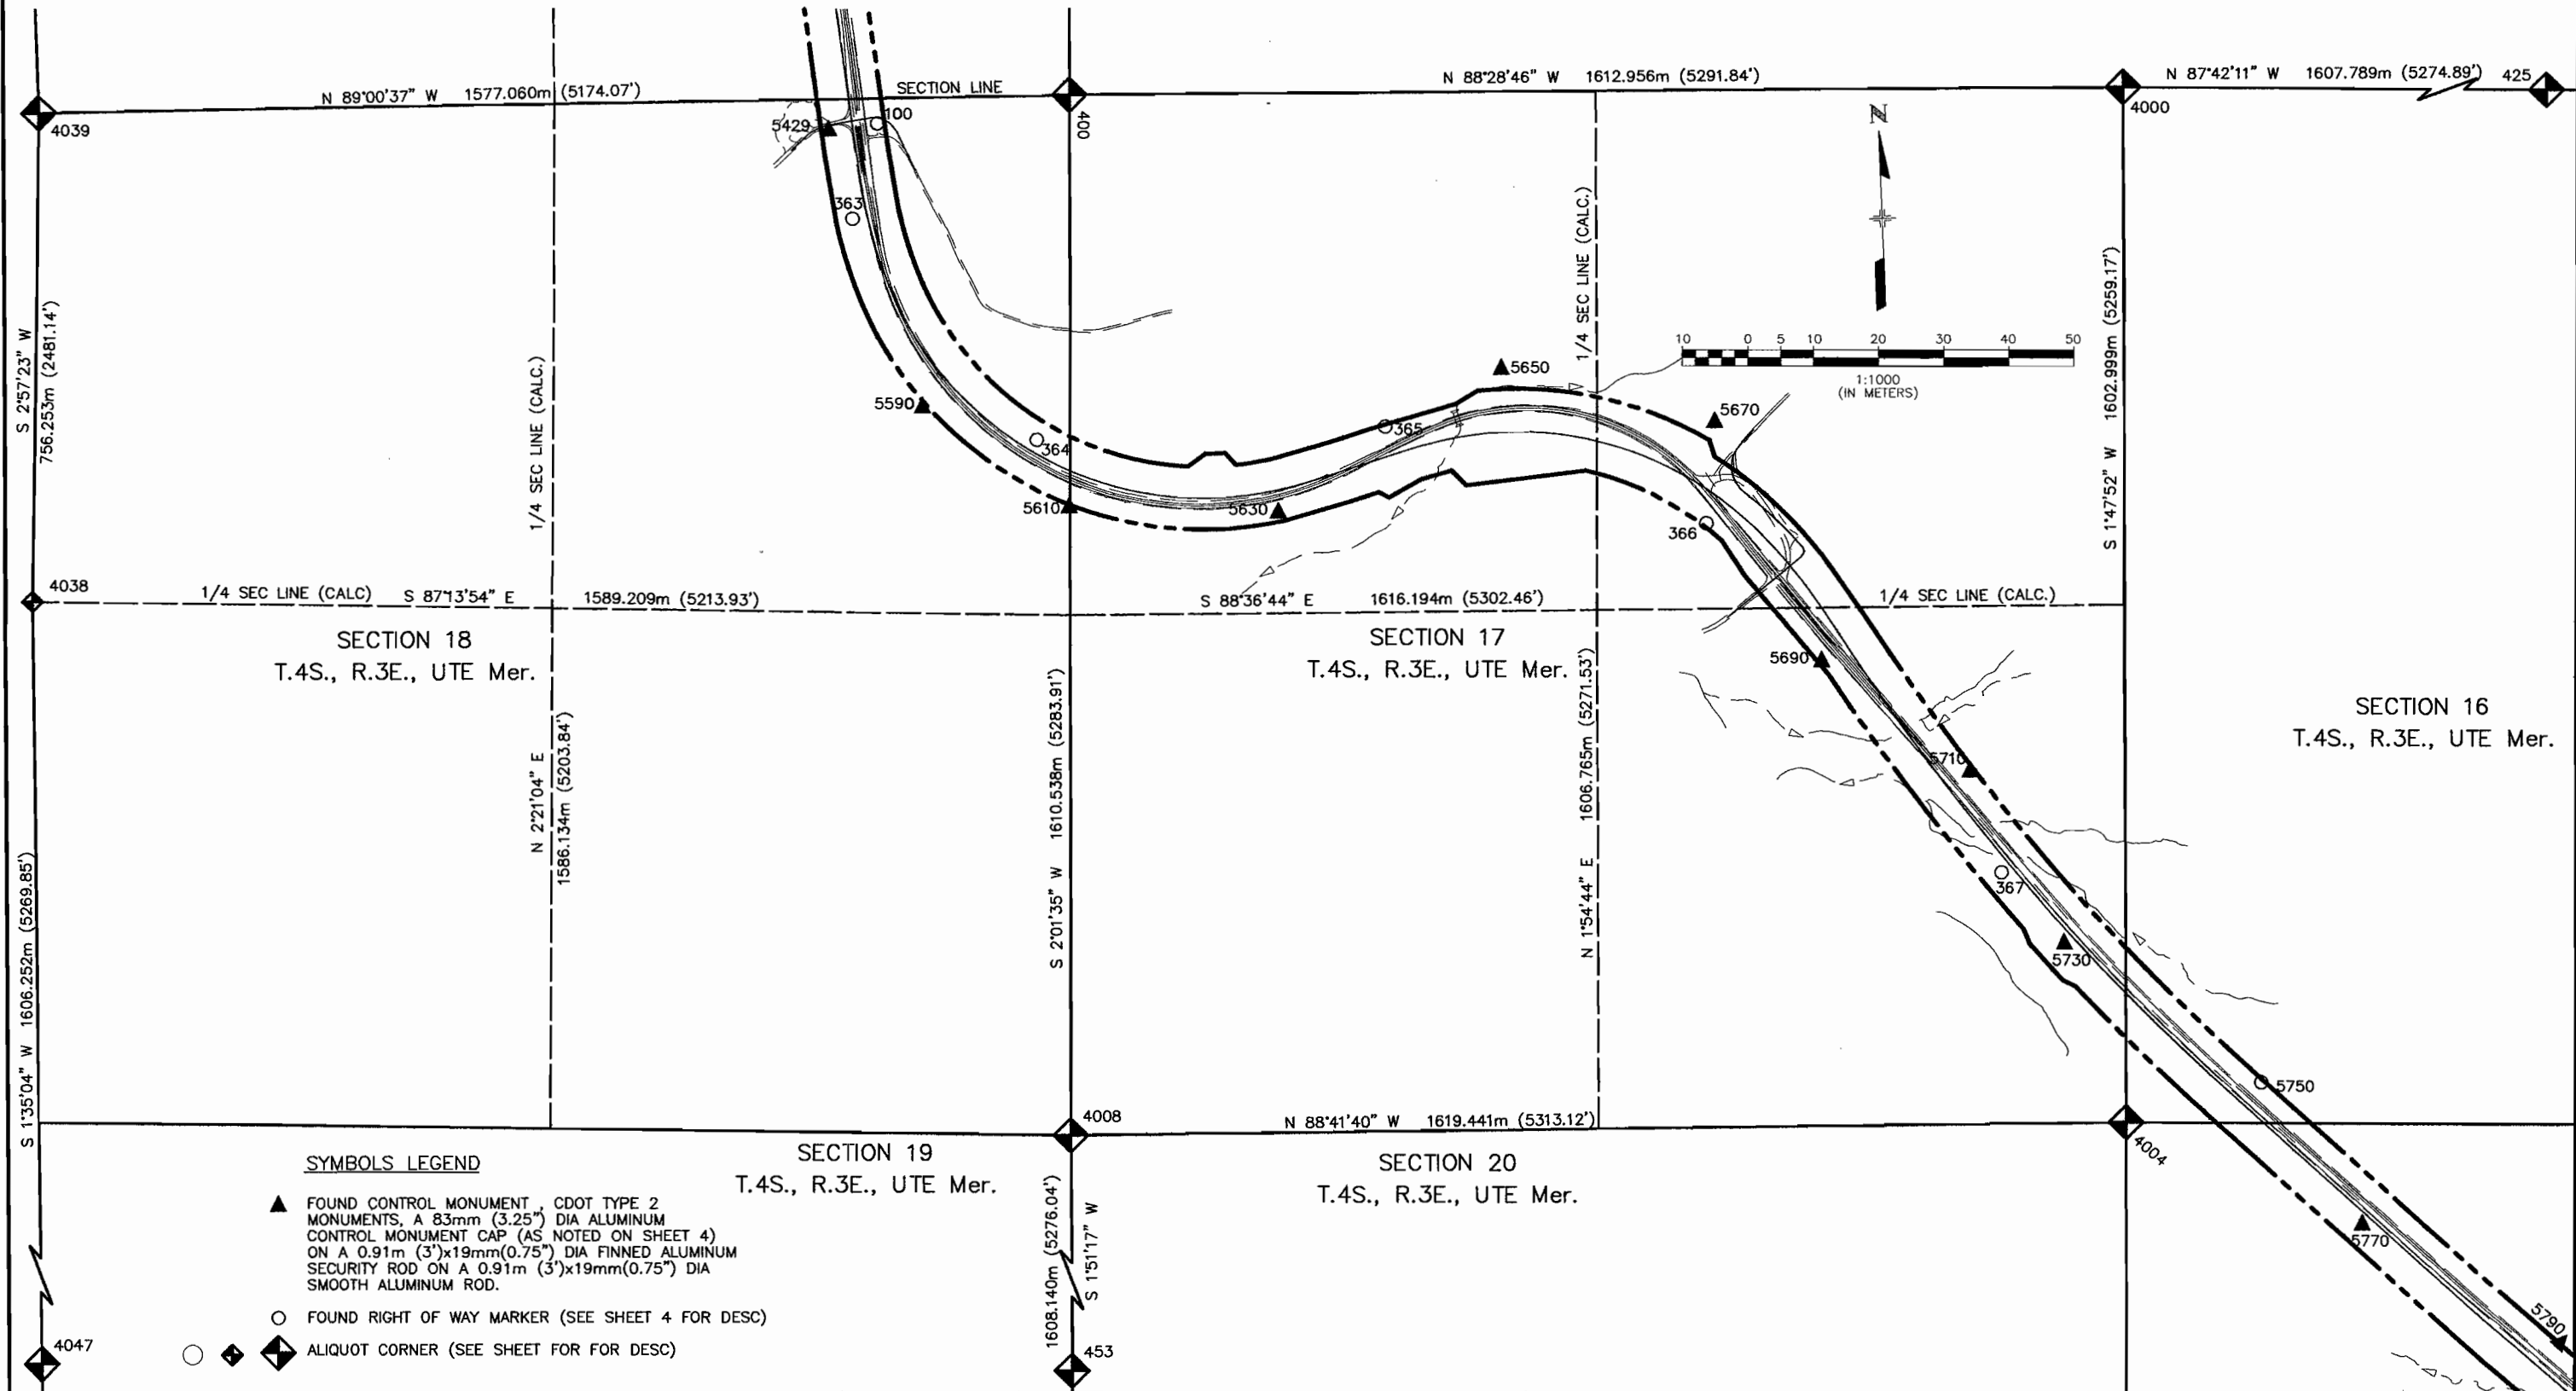 N 89°00'37" W 1577.060m (5174.07')
SECTION LINE
N 88°28'46" W 1612.956m (5291.84')
N 87°42'11" W 1607.789m (5274.89')
425
4039
5429
100
400
4000
N
363
S 2°57'23" W
756.253m (2481.14')
1/4 SEC LINE (CALC.)
1/4 SEC LINE (CALC.)
S 1°47'52" W 1602.999m (5259.17')
10 0 5 10 20 30 40 50
1:1000
(IN METERS)
5650
5590
5670
364
365
5610
5630
366
4038
1/4 SEC LINE (CALC) S 87°13'54" E 1589.209m (5213.93')
S 88°36'44" E 1616.194m (5302.46')
1/4 SEC LINE (CALC.)
SECTION 18
T.4S., R.3E., UTE Mer.
SECTION 17
T.4S., R.3E., UTE Mer.
5690
SECTION 16
T.4S., R.3E., UTE Mer.
N 2°21'04" E
1586.134m (5203.84')
S 2°01'35" W 1610.538m (5283.91')
N 1°54'44" E 1606.765m (5271.53')
5710
367
5730
S 1°35'04" W 1606.252m (5269.85')
5750
4008
N 88°41'40" W 1619.441m (5313.12')
4004
SECTION 19
T.4S., R.3E., UTE Mer.
SECTION 20
T.4S., R.3E., UTE Mer.
1608.140m (5276.04')
S 1°51'17" W
5770
5790
SYMBOLS LEGEND
FOUND CONTROL MONUMENT , CDOT TYPE 2
MONUMENTS, A 83mm (3.25") DIA ALUMINUM
CONTROL MONUMENT CAP (AS NOTED ON SHEET 4)
ON A 0.91m (3')x19mm(0.75") DIA FINNED ALUMINUM
SECURITY ROD ON A 0.91m (3')x19mm(0.75") DIA
SMOOTH ALUMINUM ROD.
FOUND RIGHT OF WAY MARKER (SEE SHEET 4 FOR DESC)
ALIQUOT CORNER (SEE SHEET FOR FOR DESC)
4047
453